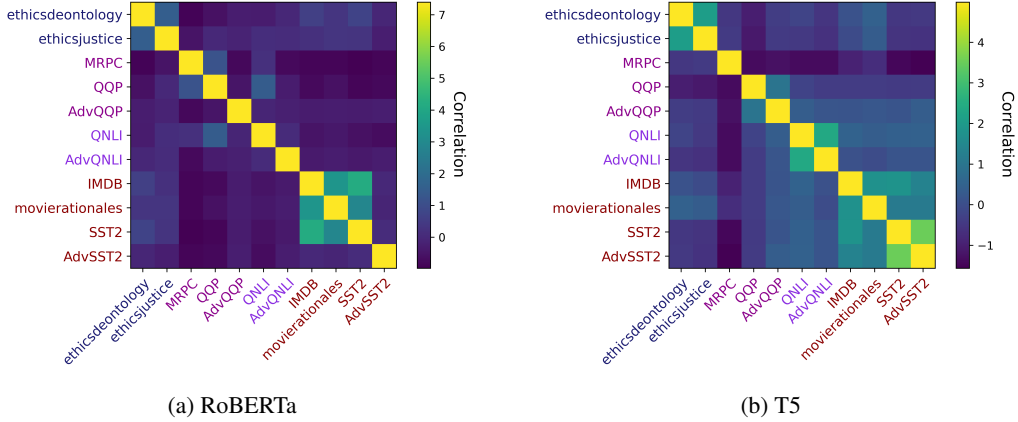 ethicsdeontology
ethicsjustice
MRPC
QQP
AdvQQP
QNLI
AdvQNLI
IMDB
movierationales
SST2
AdvSST2
ethicsdeontology
ethicsjustice
MRPC
QQP
AdvQQP
QNLI
AdvQNLI
IMDB
movierationales
SST2
AdvSST2
7
6
5
4
3
2
1
0
Correlation
(a) RoBERTa
ethicsdeontology
ethicsjustice
MRPC
QQP
AdvQQP
QNLI
AdvQNLI
IMDB
movierationales
SST2
AdvSST2
ethicsdeontology
ethicsjustice
MRPC
QQP
AdvQQP
QNLI
AdvQNLI
IMDB
movierationales
SST2
AdvSST2
4
3
2
1
0
−1
Correlation
(b) T5